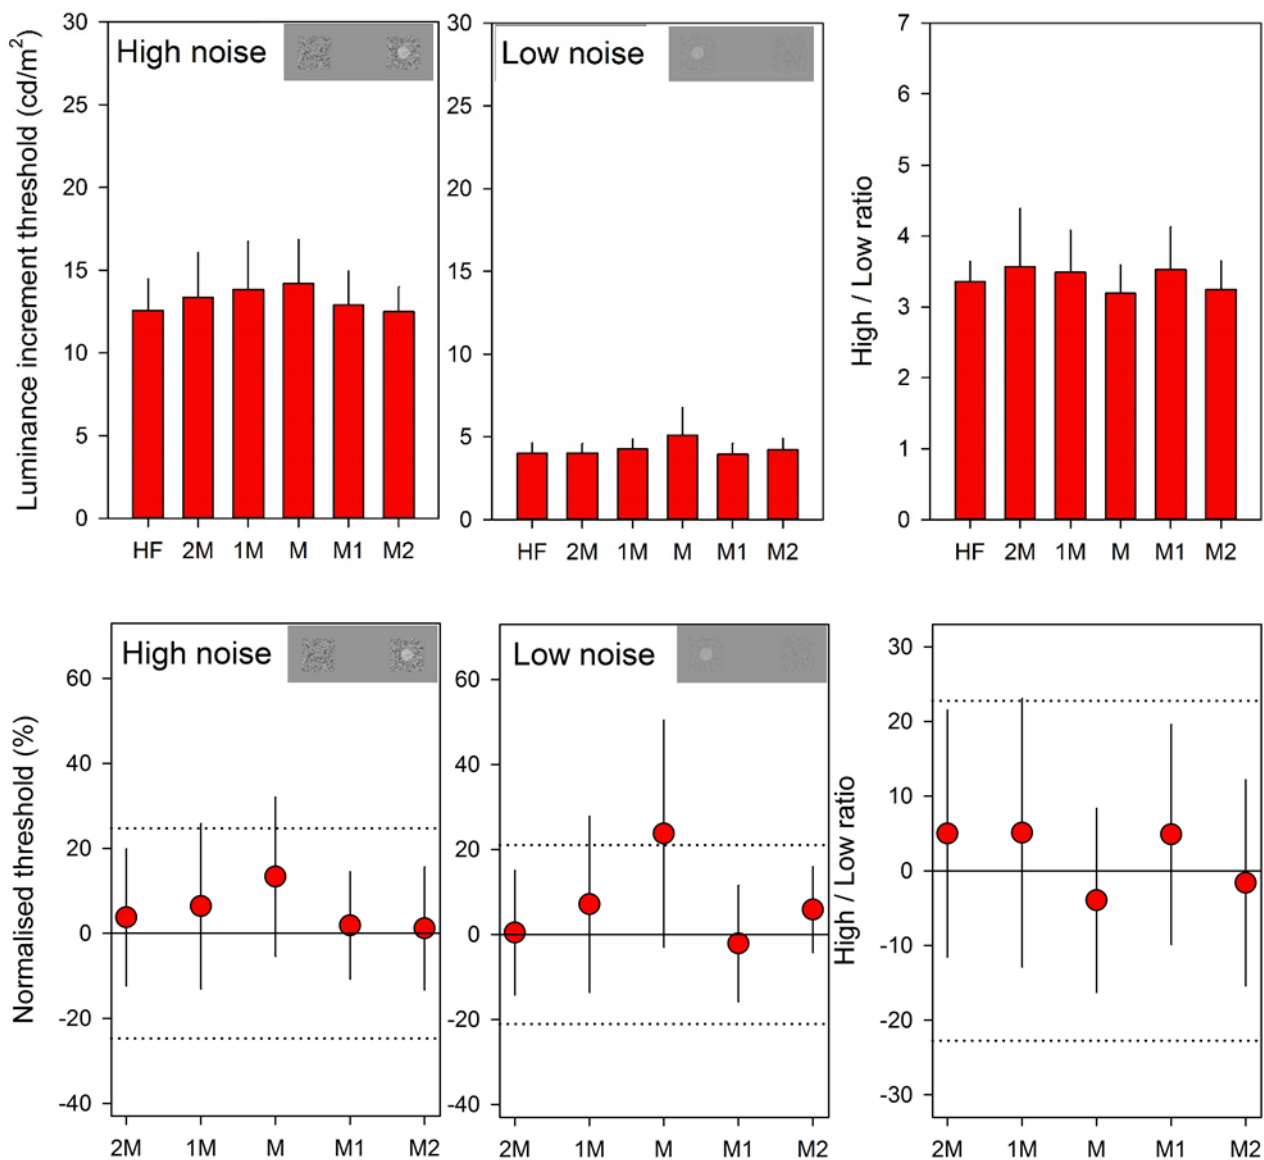 Luminance increment threshold (cd/m²)
30
25
20
15
10
5
0
High noise
HF 2M 1M M M1 M2
30
25
20
15
10
5
0
Low noise
HF 2M 1M M M1 M2
High / Low ratio
7
6
5
4
3
2
1
0
HF 2M 1M M M1 M2
Normalised threshold (%)
60
40
20
0
-20
-40
High noise
2M 1M M M1 M2
60
40
20
0
-20
-40
Low noise
2M 1M M M1 M2
High / Low ratio
30
20
10
0
-10
-20
-30
2M 1M M M1 M2